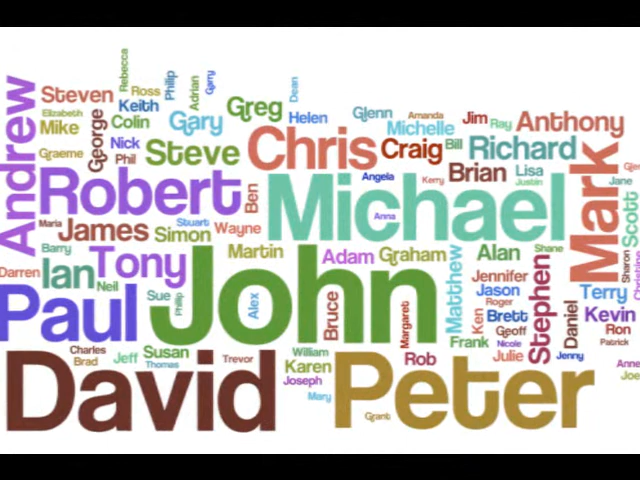 Andrew
Steven
Rebecca
Ross
Philip
Adrian
Garry
Dean
Elizabeth
Keith
Greg
Helen
Glenn
Amanda
Jim
Ray
Anthony
Mike
George
Colin
Gary
Michelle
Graeme
Nick
Phil
Steve
Chris
Craig
Bill
Richard
Mark
Robert
Ben
Michael
Angela
Kerry
Brian
Lisa
Justin
Jane
Glen
Scott
Maria
James
Simon
Stuart
Wayne
Anna
Sharon
Christine
Barry
Tony
Martin
Adam
Graham
Matthew
Alan
Shane
Darren
Ian
Neil
Sue
Philip
John
Alex
Bruce
Margaret
Jennifer
Jason
Roger
Ken
Brett
Geoff
Stephen
Daniel
Terry
Kevin
Ron
Patrick
Paul
Charles
Brad
Jeff
Susan
Thomas
Trevor
William
Karen
Joseph
Mary
Rob
Frank
Nicole
Julie
Jenny
Anne
Joe
David
Peter
Grant